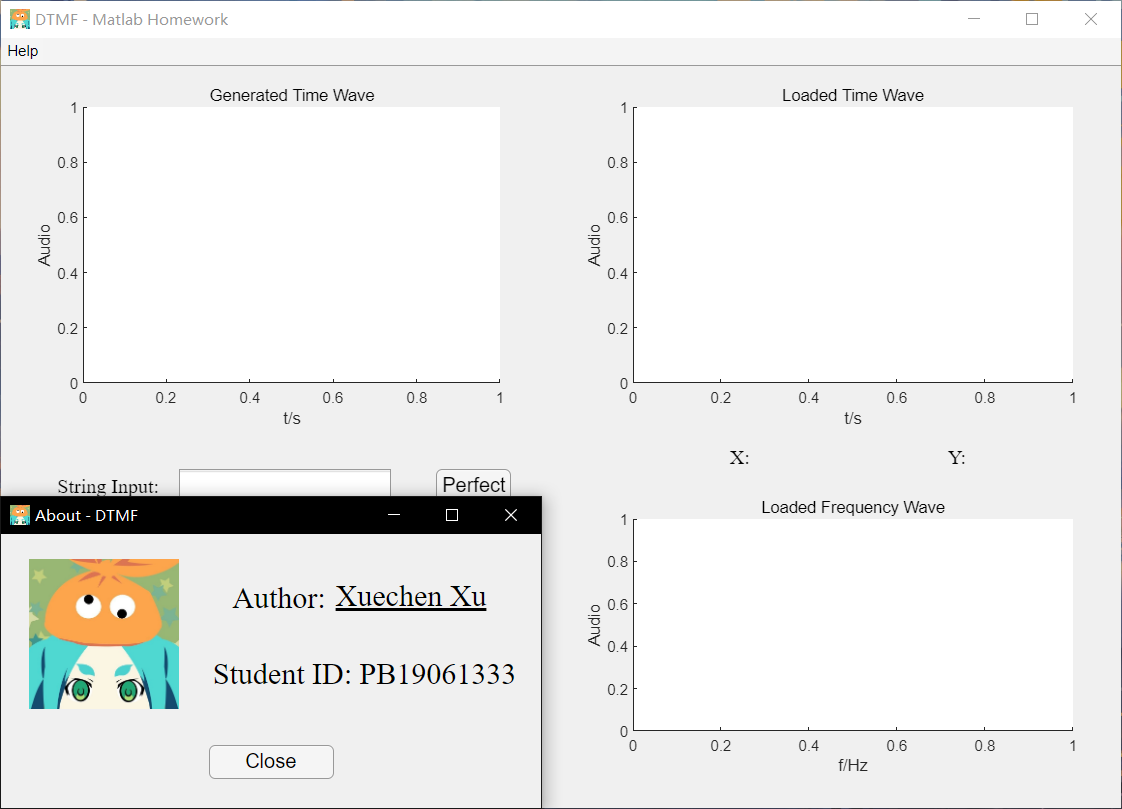 DTMF - Matlab Homework
Help
Generated Time Wave
1
0.8
0.6
0.4
0.2
0
Audio
0 0.2 0.4 0.6 0.8 1
t/s
Loaded Time Wave
1
0.8
0.6
0.4
0.2
0
Audio
0 0.2 0.4 0.6 0.8 1
t/s
X: Y:
String Input: Perfect
About - DTMF
Author: Xuechen Xu
Student ID: PB19061333
Close
Loaded Frequency Wave
1
0.8
0.6
0.4
0.2
0
Audio
0 0.2 0.4 0.6 0.8 1
f/Hz